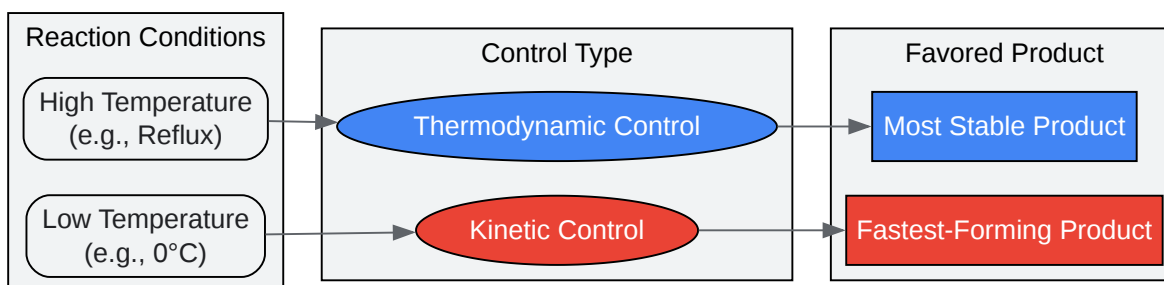 Reaction Conditions
High Temperature
(e.g., Reflux)
Low Temperature
(e.g., 0°C)
Control Type
Thermodynamic Control
Kinetic Control
Favored Product
Most Stable Product
Fastest-Forming Product